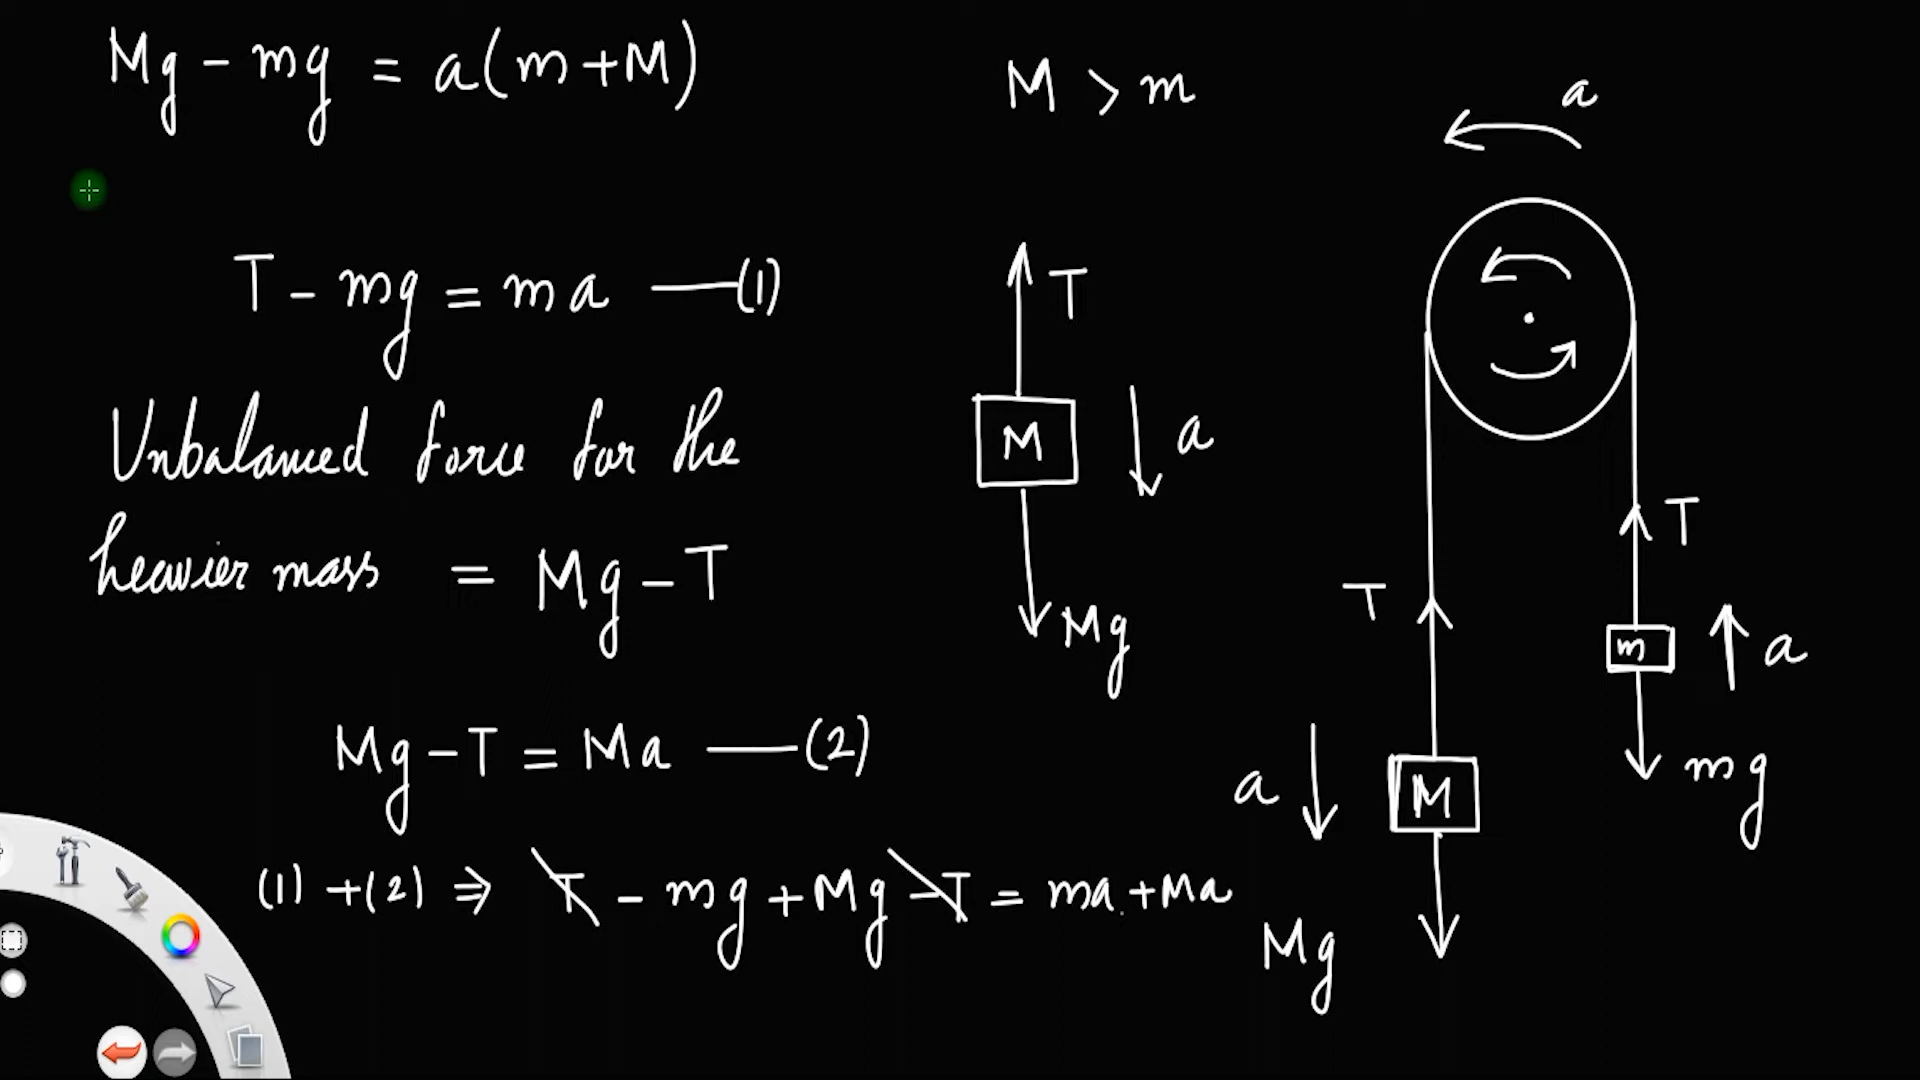 Mg - mg = a(m+M)
M > m
a
T - mg = ma —(1)
T
M
a
Mg
Unbalanced force for the
heavier mass = Mg - T
Mg - T = Ma —(2)
(1) + (2) ⇒ T - mg + Mg - T = ma + Ma
T
T
m
a
mg
a
M
Mg